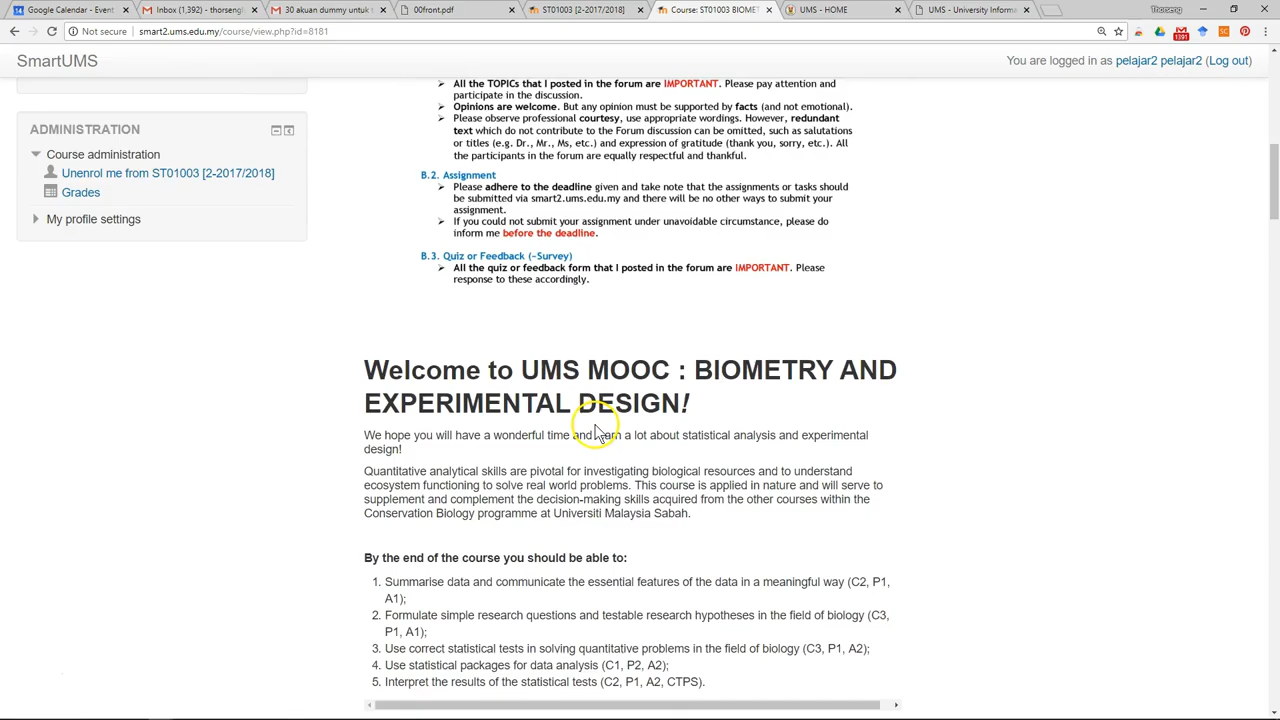 Google Calendar - Event
Inbox (1,392) - thorsengl
30 akuan dummy untuk
00front.pdf
ST01003 [2-2017/2018]
Course: ST01003 BIOMET
UMS - HOME
UMS - University Informa
Thorseng
Not secure
smart2.ums.edu.my/course/view.php?id=8181
1391
SC
SmartUMS
You are logged in as pelajar2 pelajar2 (Log out)
ADMINISTRATION
Course administration
Unenrol me from ST01003 [2-2017/2018]
Grades
My profile settings
All the TOPICs that I posted in the forum are IMPORTANT. Please pay attention and
participate in the discussion.
Opinions are welcome. But any opinion must be supported by facts (and not emotional).
Please observe professional courtesy, use appropriate wordings. However, redundant
text which do not contribute to the Forum discussion can be omitted, such as salutations
or titles (e.g. Dr., Mr., Ms, etc.) and expression of gratitude (thank you, sorry, etc.). All
the participants in the forum are equally respectful and thankful.
B.2. Assignment
Please adhere to the deadline given and take note that the assignments or tasks should
be submitted via smart2.ums.edu.my and there will be no other ways to submit your
assignment.
If you could not submit your assignment under unavoidable circumstance, please do
inform me before the deadline.
B.3. Quiz or Feedback (~Survey)
All the quiz or feedback form that I posted in the forum are IMPORTANT. Please
response to these accordingly.
Welcome to UMS MOOC : BIOMETRY AND
EXPERIMENTAL DESIGN!
We hope you will have a wonderful time and learn a lot about statistical analysis and experimental
design!
Quantitative analytical skills are pivotal for investigating biological resources and to understand
ecosystem functioning to solve real world problems. This course is applied in nature and will serve to
supplement and complement the decision-making skills acquired from the other courses within the
Conservation Biology programme at Universiti Malaysia Sabah.
By the end of the course you should be able to:
1. Summarise data and communicate the essential features of the data in a meaningful way (C2, P1,
A1);
2. Formulate simple research questions and testable research hypotheses in the field of biology (C3,
P1, A1);
3. Use correct statistical tests in solving quantitative problems in the field of biology (C3, P1, A2);
4. Use statistical packages for data analysis (C1, P2, A2);
5. Interpret the results of the statistical tests (C2, P1, A2, CTPS).